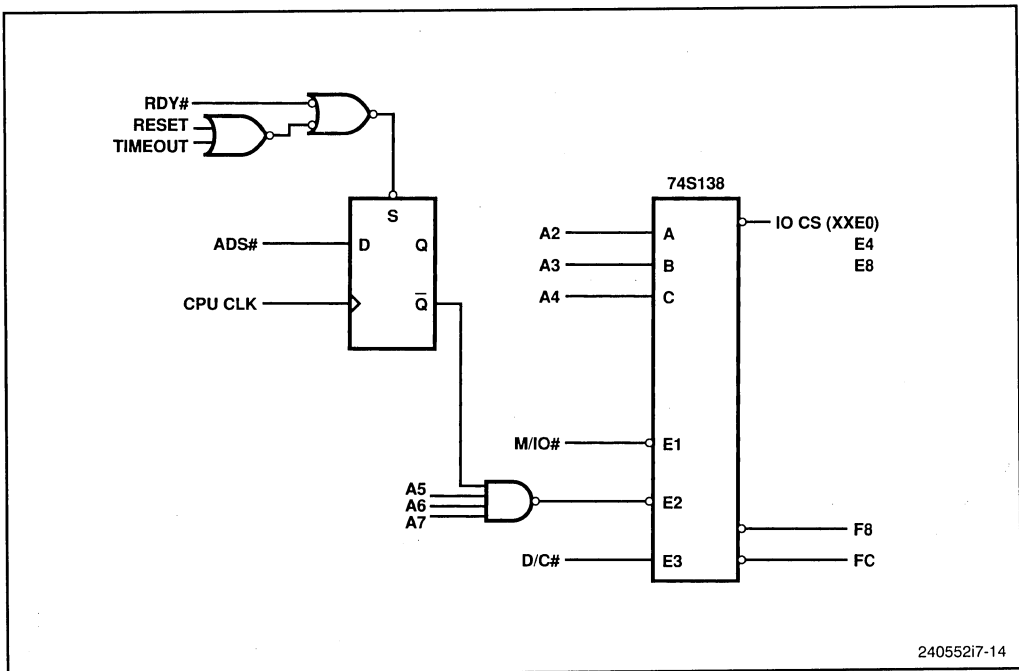 RDY#
RESET
TIMEOUT
S
ADS#
D
Q
CPU CLK
Q̅
74S138
A2
A
IO CS (XXE0)
A3
B
E4
A4
C
E8
M/IO#
E1
A5
A6
A7
E2
F8
D/C#
E3
FC
240552i7-14